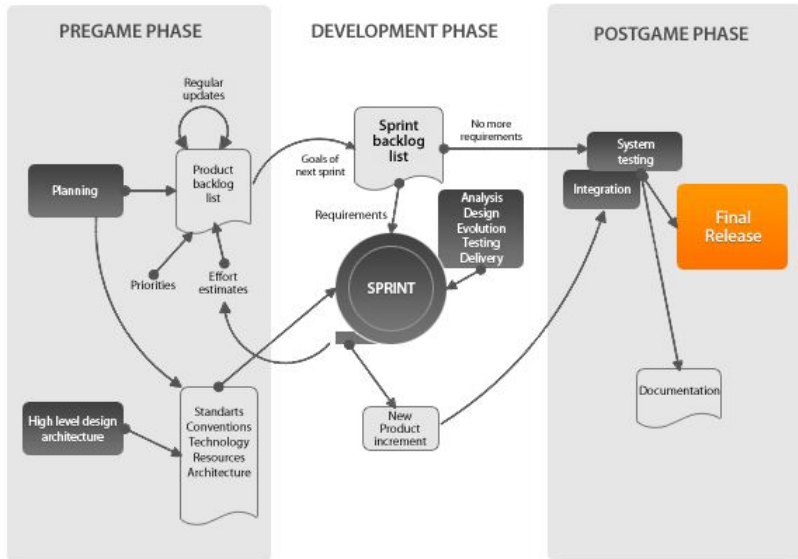 PREGAME PHASE
DEVELOPMENT PHASE
POSTGAME PHASE
Regular
updates
Planning
Product
backlog
list
Priorities
Effort
estimates
High level design
architecture
Standarts
Conventions
Technology
Resources
Architecture
Goals of
next sprint
Sprint
backlog
list
No more
requirements
Requirements
Analysis
Design
Evolution
Testing
Delivery
SPRINT
New
Product
increment
System
testing
Integration
Final
Release
Documentation